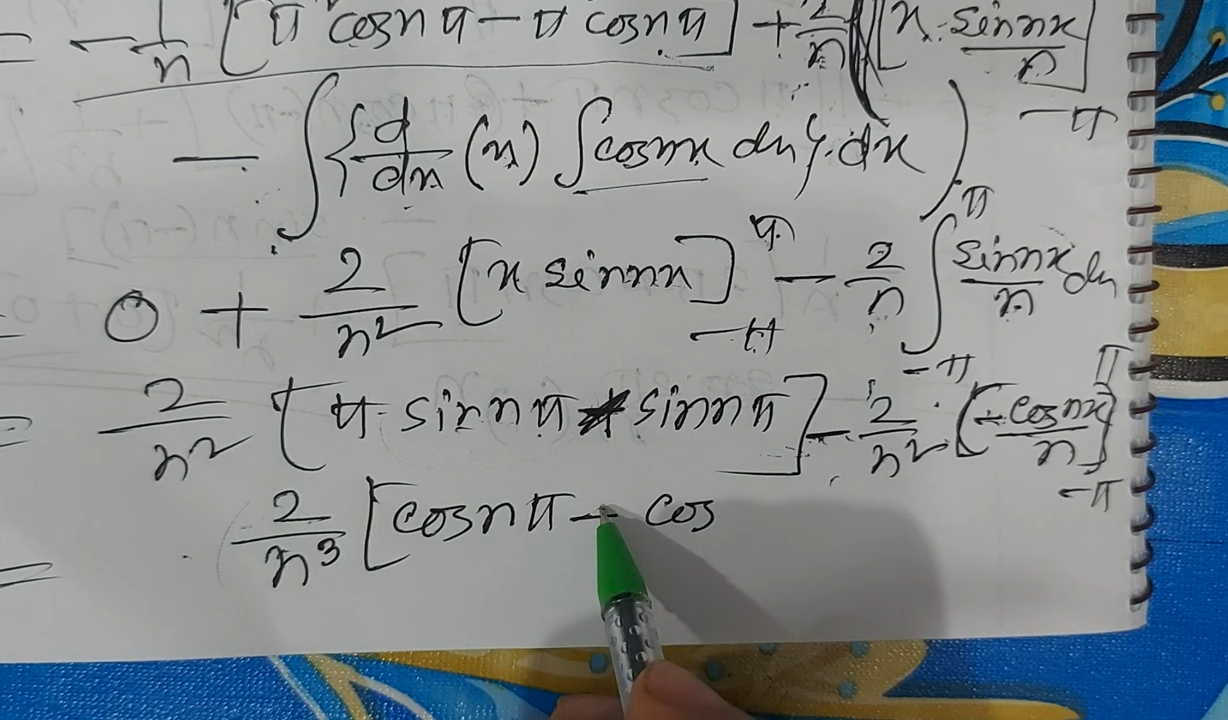 = -1/n [π cos nπ - π cos nπ] + 2/n ([x · sin nx / n]
-π
- ∫ { d/dx (x) ∫ cos nx dx } · dx )
= 0 + 2/n² [x sin nx]_{-π}^{π} - 2/n ∫_{-π}^{π} sin nx / n dx
= 2/n² [π · sin nπ sin nπ] - 2/n² [-cos nx / n]_{-π}^{π}
= 2/n³ [cos nπ - cos